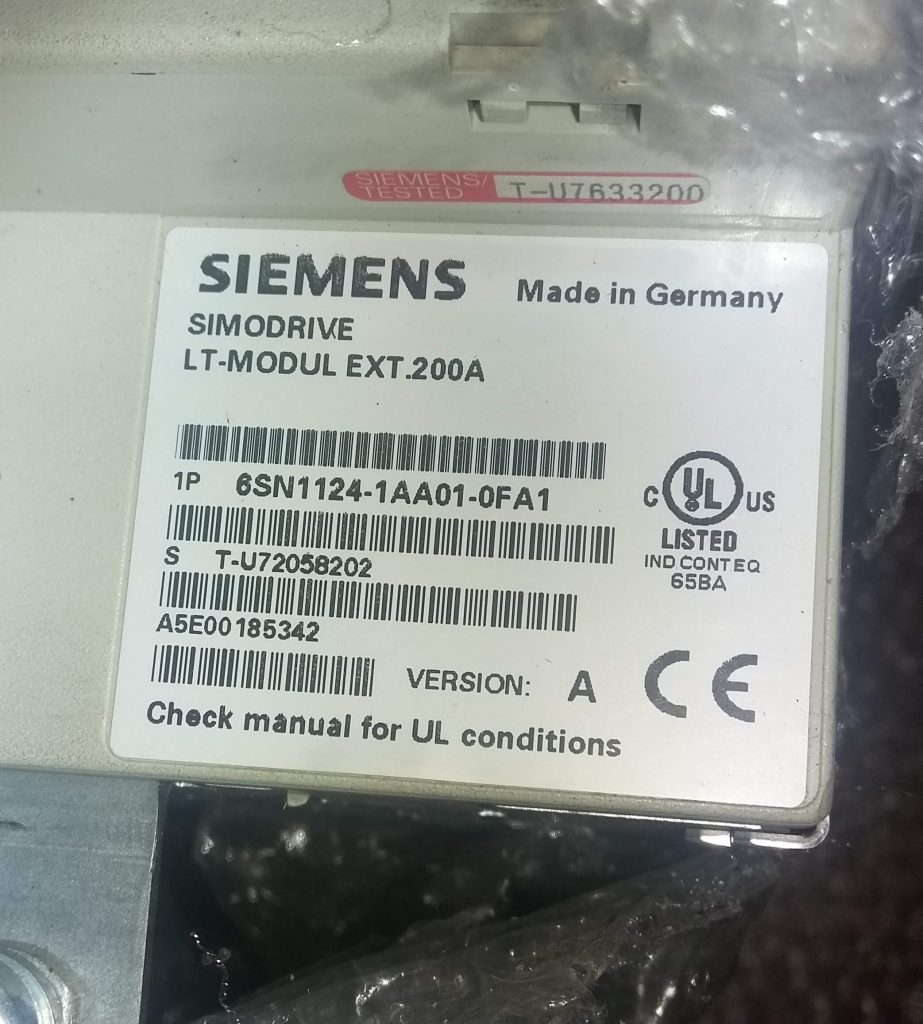 SIEMENS/
TESTED T-U7633200
SIEMENS Made in Germany
SIMODRIVE
LT-MODUL EXT.200A
1P 6SN1124-1AA01-0FA1
S T-U72058202
A5E00185342
C UL US
LISTED
IND.CONT.EQ
65BA
VERSION: A CE
Check manual for UL conditions